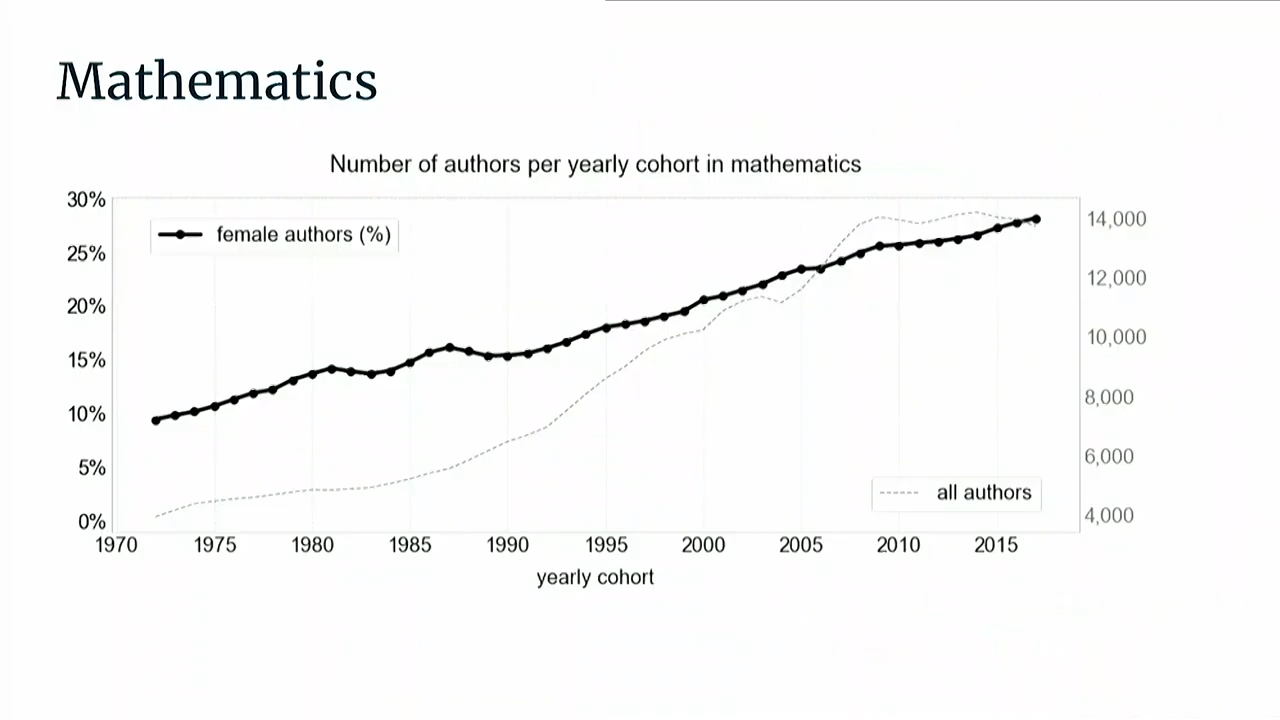 Mathematics
Number of authors per yearly cohort in mathematics
30%
25%
20%
15%
10%
5%
0%
female authors (%)
14,000
12,000
10,000
8,000
6,000
4,000
all authors
1970 1975 1980 1985 1990 1995 2000 2005 2010 2015
yearly cohort